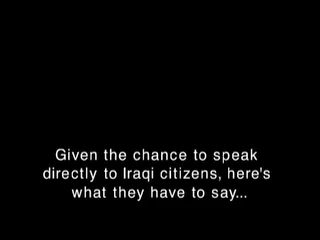 Given the chance to speak
directly to Iraqi citizens, here's
what they have to say...